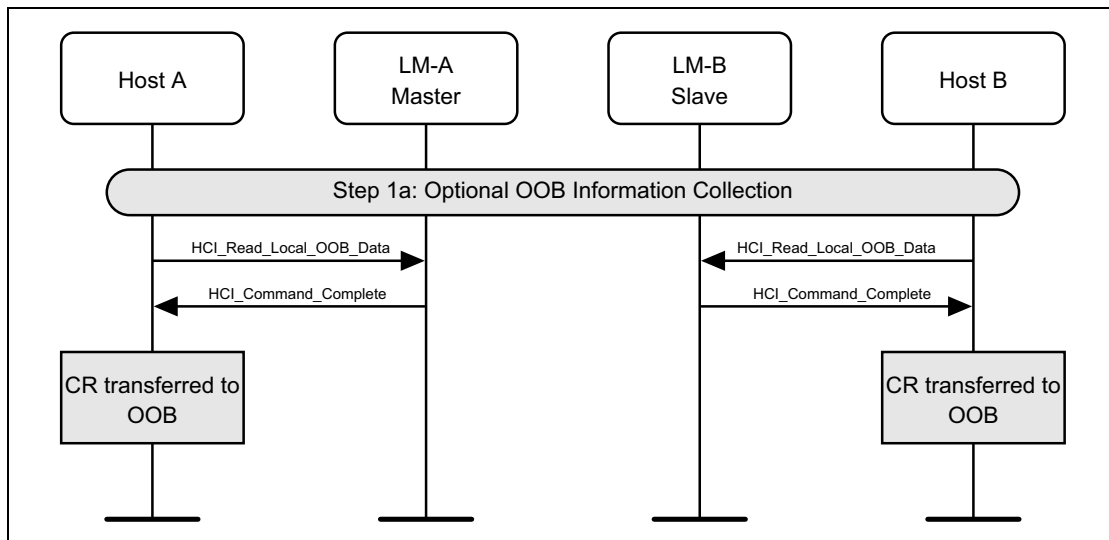 Host A
LM-A
Master
LM-B
Slave
Host B
Step 1a: Optional OOB Information Collection
HCI_Read_Local_OOB_Data
HCI_Read_Local_OOB_Data
HCI_Command_Complete
HCI_Command_Complete
CR transferred to
OOB
CR transferred to
OOB